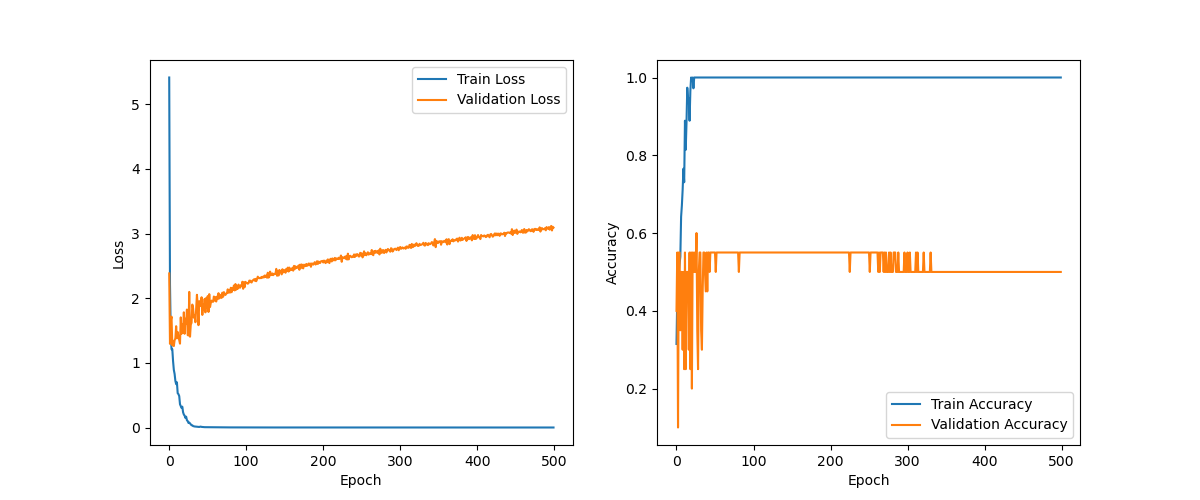 Train Loss
Validation Loss
5
4
3
2
1
0
Loss
0 100 200 300 400 500
Epoch
1.0
0.8
0.6
0.4
0.2
Accuracy
Train Accuracy
Validation Accuracy
0 100 200 300 400 500
Epoch